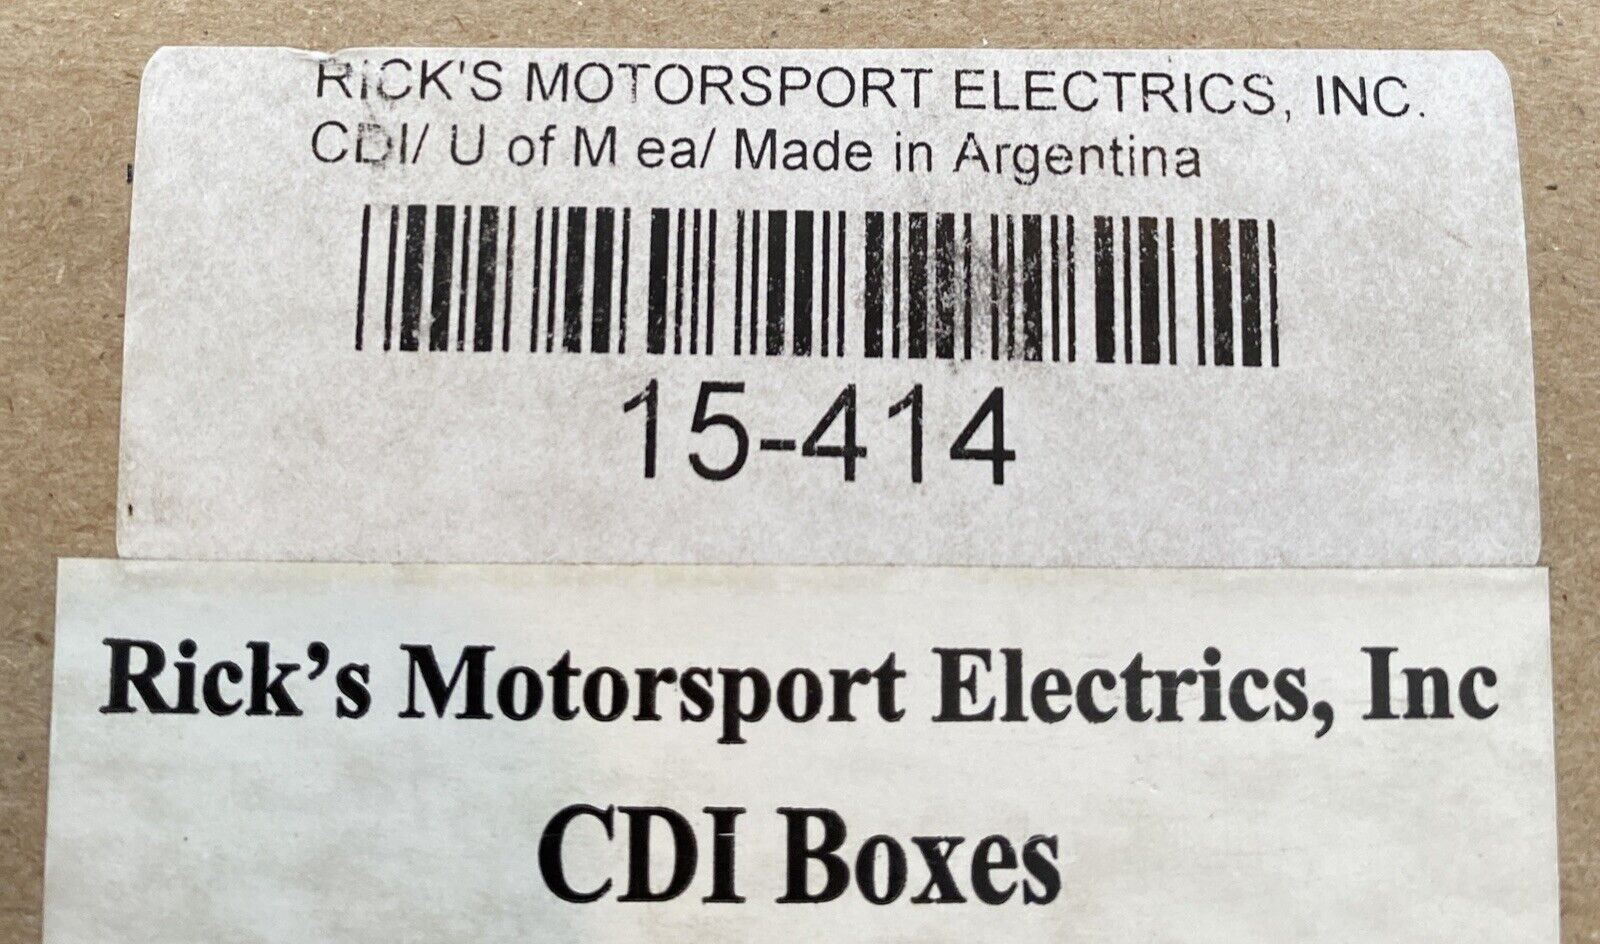 RICK'S MOTORSPORT ELECTRICS, INC.
CDI/ U of M ea/ Made in Argentina
15-414
Rick’s Motorsport Electrics, Inc
CDI Boxes